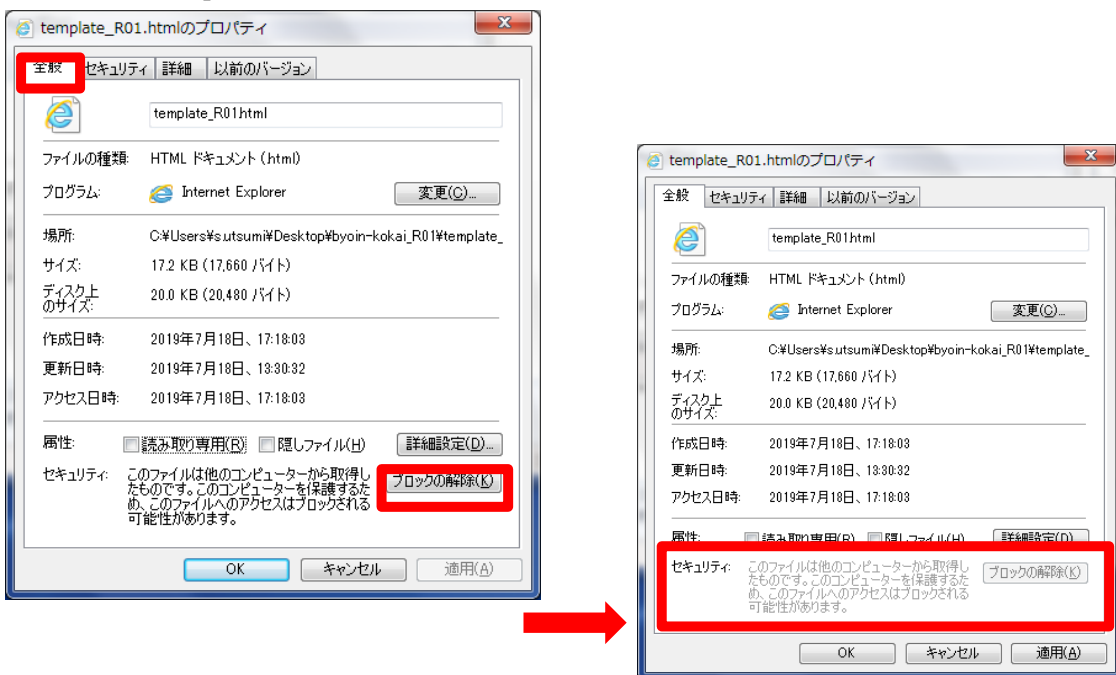 template_R01.htmlのプロパティ
全般 セキュリティ 詳細 以前のバージョン
template_R01.html
ファイルの種類: HTML ドキュメント (.html)
プログラム: Internet Explorer 変更(C)...
場所: C:¥Users¥s.utsumi¥Desktop¥byoin-kokai_R01¥template_
サイズ: 17.2 KB (17,660 バイト)
ディスク上
のサイズ: 20.0 KB (20,480 バイト)
作成日時: 2019年7月18日、17:18:03
更新日時: 2019年7月18日、13:30:32
アクセス日時: 2019年7月18日、17:18:03
属性: 読み取り専用(R) 隠しファイル(H) 詳細設定(D)...
セキュリティ: このファイルは他のコンピューターから取得し
たものです。このコンピューターを保護するた
め、このファイルへのアクセスはブロックされる
可能性があります。
ブロックの解除(K)
OK キャンセル 適用(A)
template_R01.htmlのプロパティ
全般 セキュリティ 詳細 以前のバージョン
template_R01.html
ファイルの種類: HTML ドキュメント (.html)
プログラム: Internet Explorer 変更(C)...
場所: C:¥Users¥s.utsumi¥Desktop¥byoin-kokai_R01¥template_
サイズ: 17.2 KB (17,660 バイト)
ディスク上
のサイズ: 20.0 KB (20,480 バイト)
作成日時: 2019年7月18日、17:18:03
更新日時: 2019年7月18日、13:30:32
アクセス日時: 2019年7月18日、17:18:03
属性: 読み取り専用(R) 隠しファイル(H) 詳細設定(D)...
セキュリティ: このファイルは他のコンピューターから取得し
たものです。このコンピューターを保護するた
め、このファイルへのアクセスはブロックされる
可能性があります。
ブロックの解除(K)
OK キャンセル 適用(A)